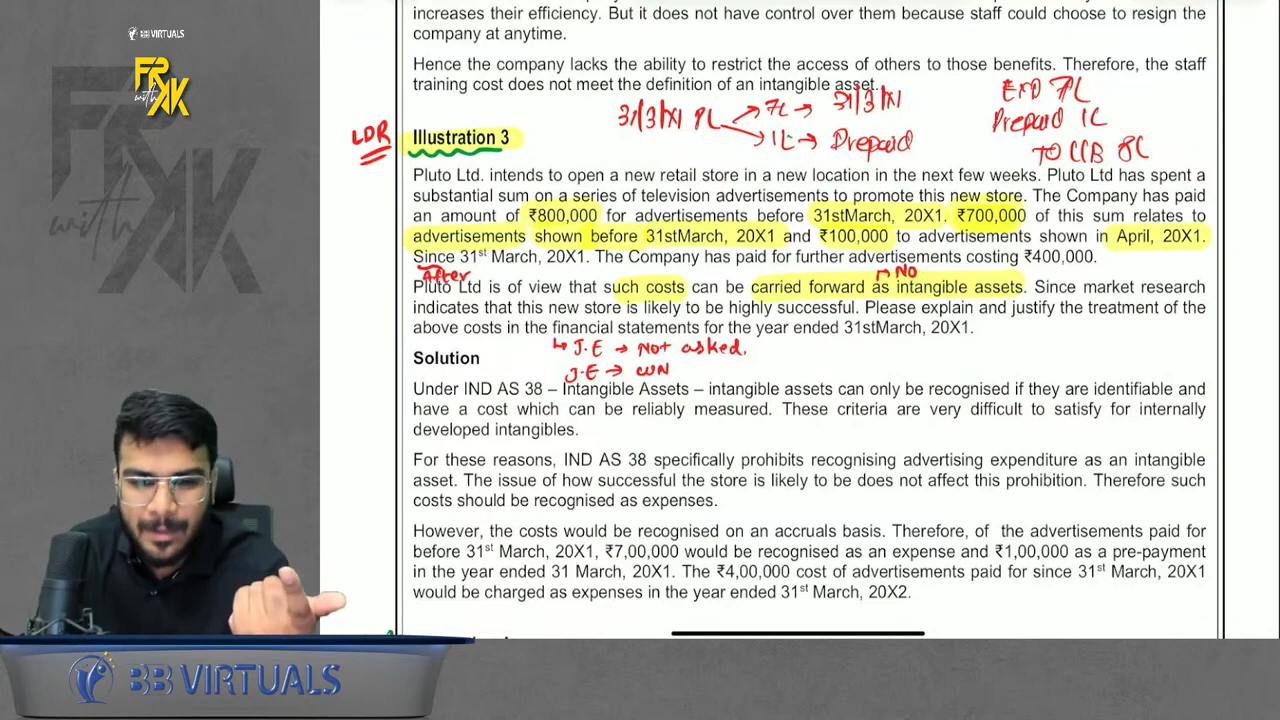 increases their efficiency. But it does not have control over them because staff could choose to resign the
company at anytime.
BB VIRTUALS
FR
with
AK
Hence the company lacks the ability to restrict the access of others to those benefits. Therefore, the staff
training cost does not meet the definition of an intangible asset.
31/3/X1 8L → 7L → 31/3/X1
→ 1L → Prepaid
EXP 7L
Prepaid 1L
TO CCB 8L
LDR
Illustration 3
Pluto Ltd. intends to open a new retail store in a new location in the next few weeks. Pluto Ltd has spent a
substantial sum on a series of television advertisements to promote this new store. The Company has paid
an amount of ₹800,000 for advertisements before 31stMarch, 20X1. ₹700,000 of this sum relates to
advertisements shown before 31stMarch, 20X1 and ₹100,000 to advertisements shown in April, 20X1.
Since 31st March, 20X1. The Company has paid for further advertisements costing ₹400,000.
After
→ NO
Pluto Ltd is of view that such costs can be carried forward as intangible assets. Since market research
indicates that this new store is likely to be highly successful. Please explain and justify the treatment of the
above costs in the financial statements for the year ended 31stMarch, 20X1.
↳ J.E → Not asked.
Solution
J.E → WN
Under IND AS 38 – Intangible Assets – intangible assets can only be recognised if they are identifiable and
have a cost which can be reliably measured. These criteria are very difficult to satisfy for internally
developed intangibles.
For these reasons, IND AS 38 specifically prohibits recognising advertising expenditure as an intangible
asset. The issue of how successful the store is likely to be does not affect this prohibition. Therefore such
costs should be recognised as expenses.
However, the costs would be recognised on an accruals basis. Therefore, of the advertisements paid for
before 31st March, 20X1, ₹7,00,000 would be recognised as an expense and ₹1,00,000 as a pre-payment
in the year ended 31 March, 20X1. The ₹4,00,000 cost of advertisements paid for since 31st March, 20X1
would be charged as expenses in the year ended 31st March, 20X2.
BB VIRTUALS